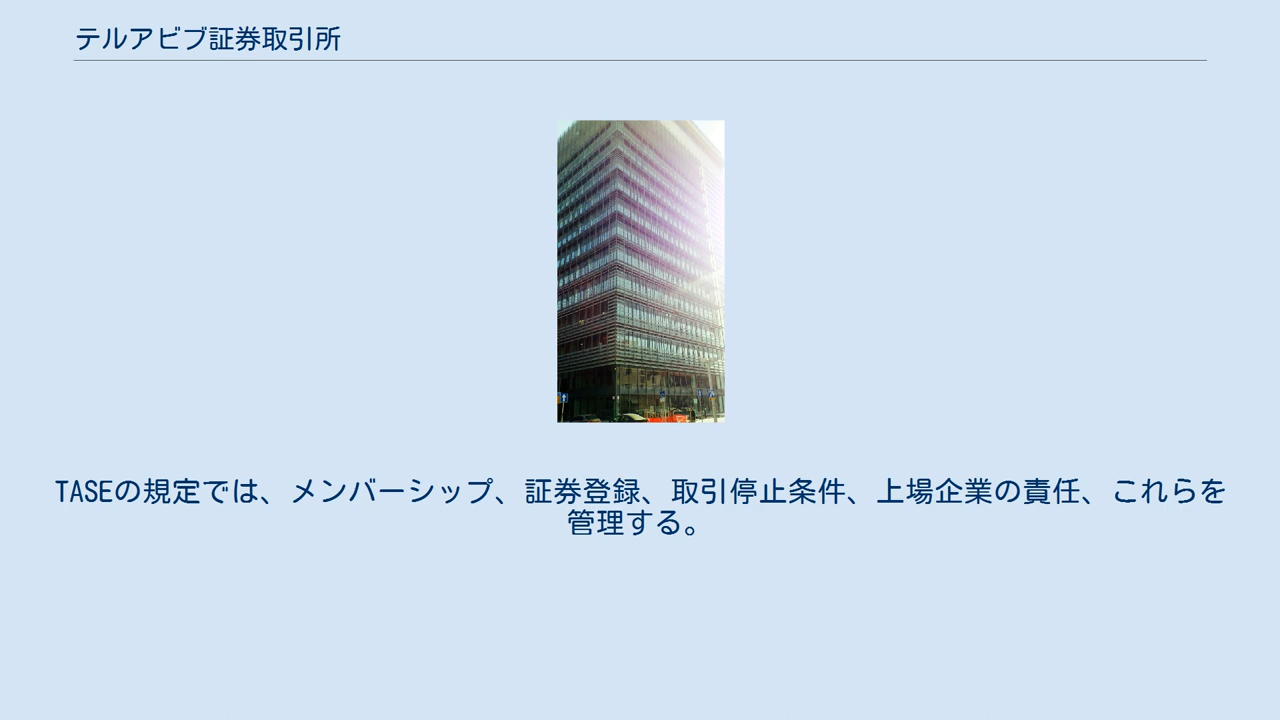 テルアビブ証券取引所
TASEの規定では、メンバーシップ、証券登録、取引停止条件、上場企業の責任、これらを
管理する。